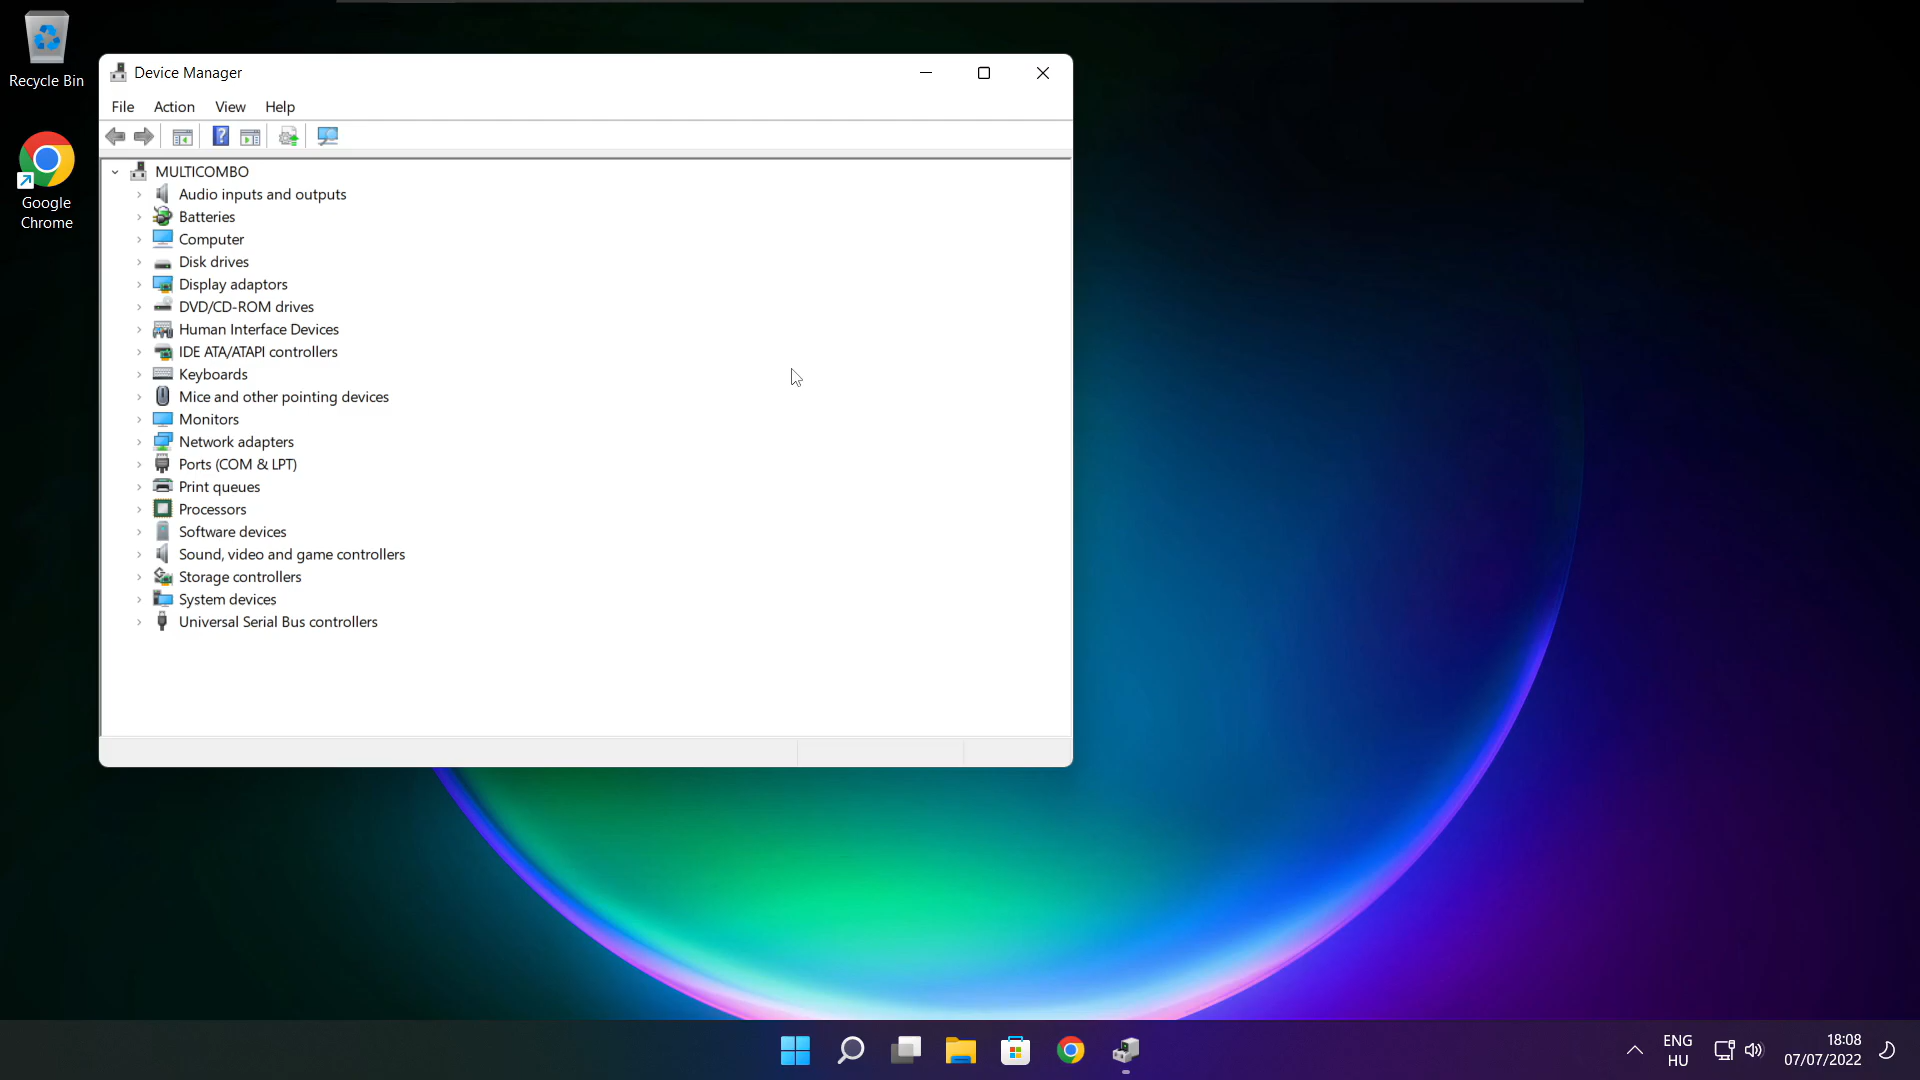 Recycle Bin
Google
Chrome
Device Manager
File Action View Help
MULTICOMBO
Audio inputs and outputs
Batteries
Computer
Disk drives
Display adaptors
DVD/CD-ROM drives
Human Interface Devices
IDE ATA/ATAPI controllers
Keyboards
Mice and other pointing devices
Monitors
Network adapters
Ports (COM & LPT)
Print queues
Processors
Software devices
Sound, video and game controllers
Storage controllers
System devices
Universal Serial Bus controllers
ENG
HU
18:08
07/07/2022